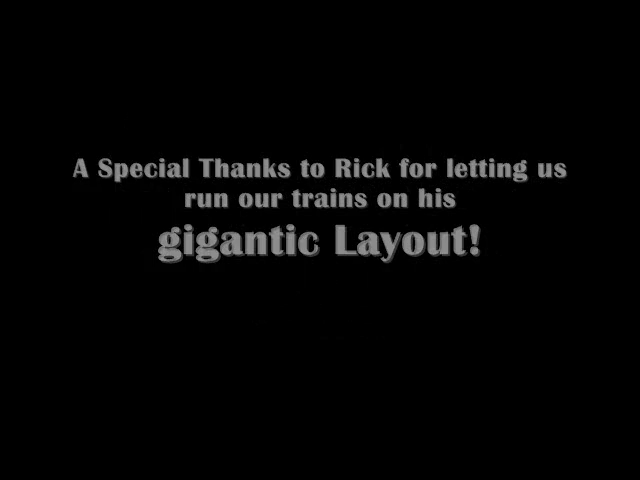 A Special Thanks to Rick for letting us
run our trains on his
gigantic Layout!